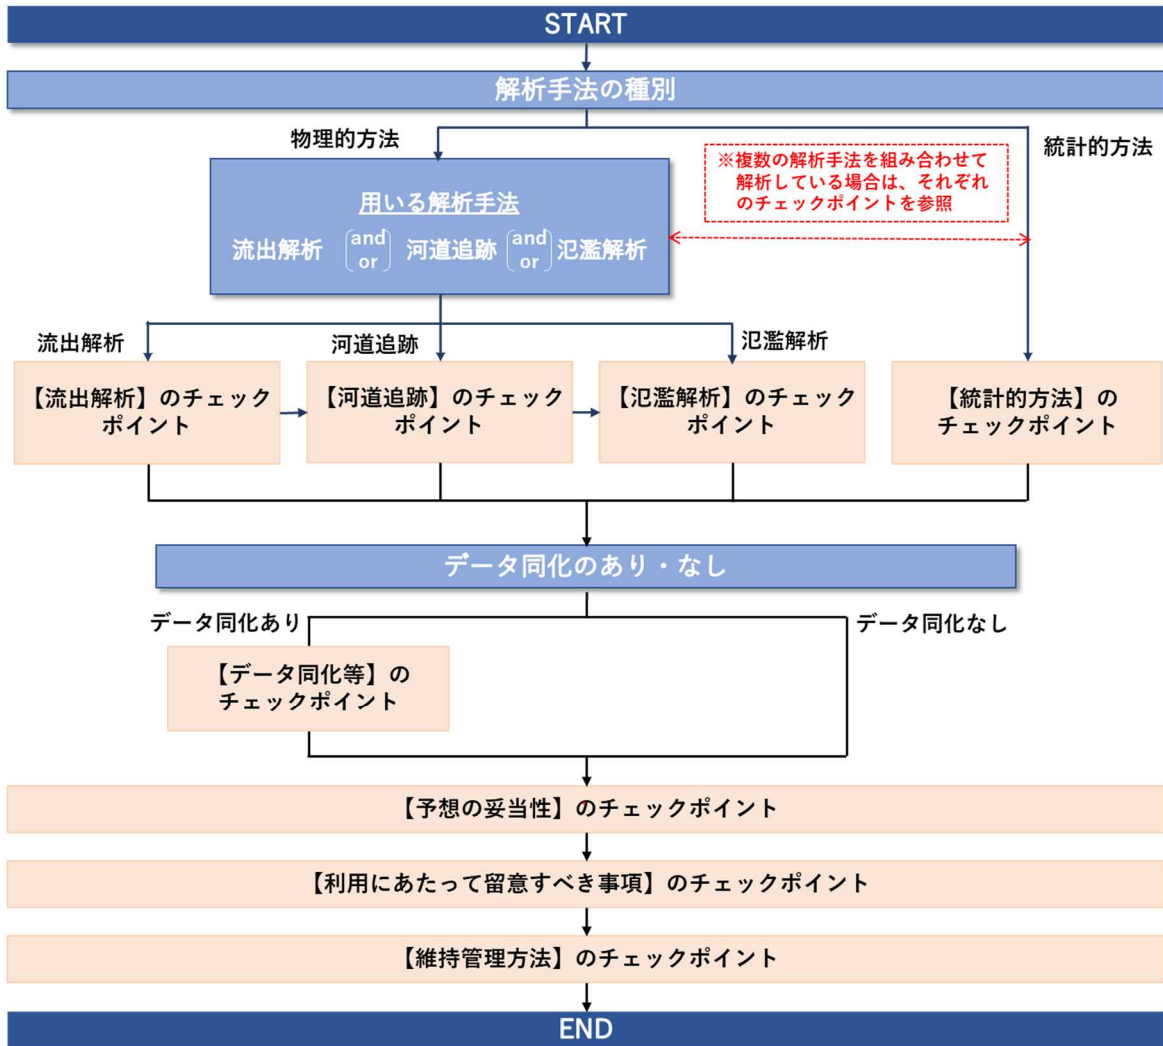 START
解析手法の種別
物理的方法
統計的方法
※複数の解析手法を組み合わせて
解析している場合は、それぞれ
のチェックポイントを参照
用いる解析手法
流出解析 and or 河道追跡 and or 氾濫解析
流出解析
河道追跡
氾濫解析
【流出解析】のチェック
ポイント
【河道追跡】のチェック
ポイント
【氾濫解析】のチェック
ポイント
【統計的方法】の
チェックポイント
データ同化のあり・なし
データ同化あり
データ同化なし
【データ同化等】の
チェックポイント
【予想の妥当性】のチェックポイント
【利用にあたって留意すべき事項】のチェックポイント
【維持管理方法】のチェックポイント
END